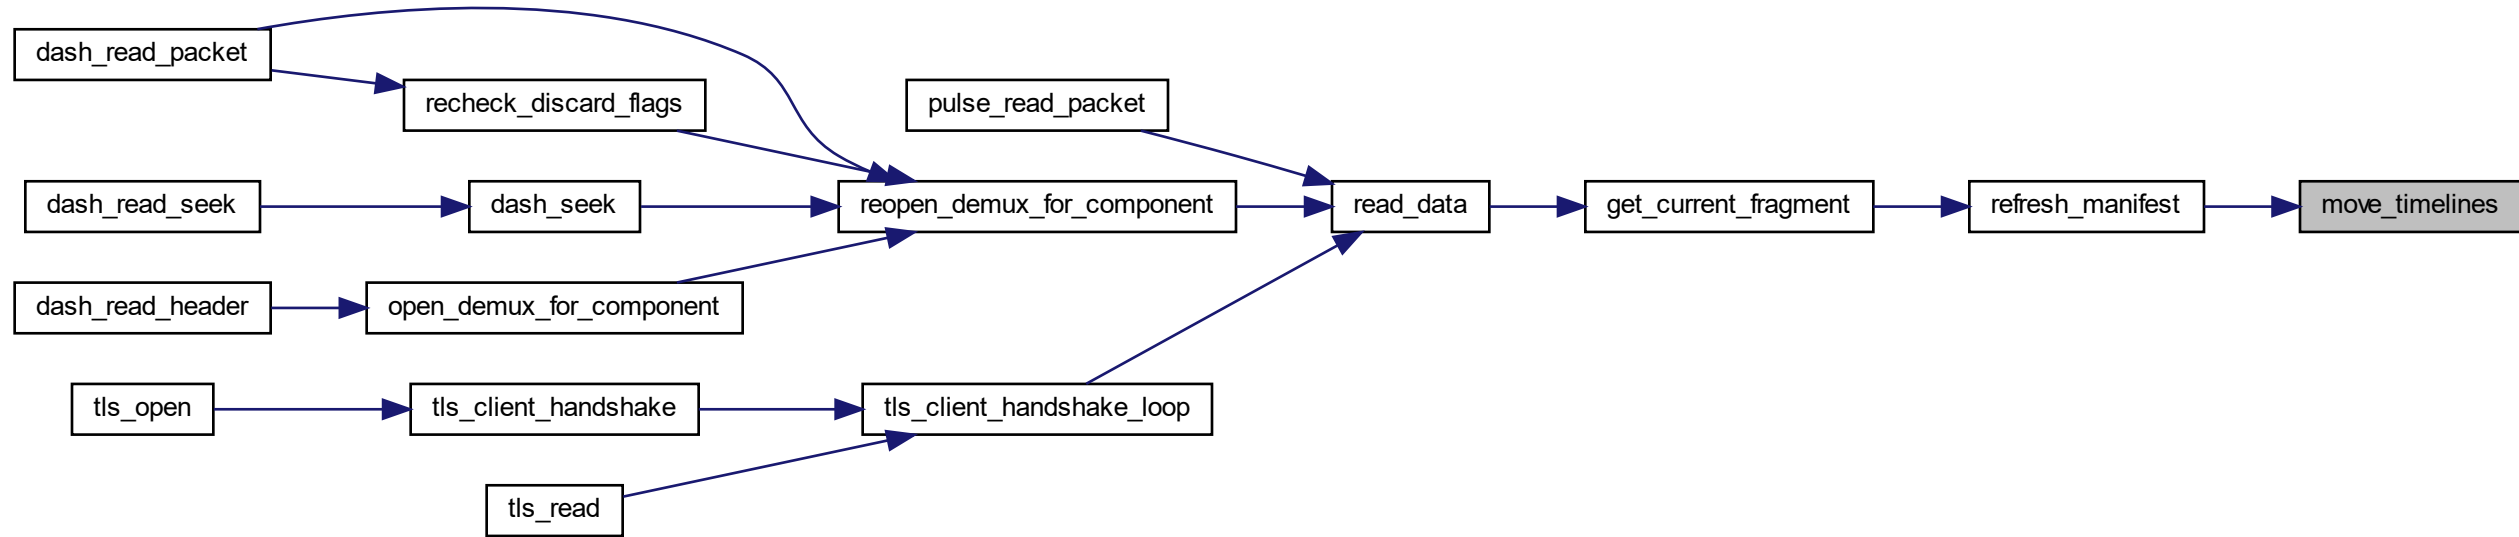 dash_read_packet
recheck_discard_flags
pulse_read_packet
dash_read_seek
dash_seek
reopen_demux_for_component
read_data
get_current_fragment
refresh_manifest
move_timelines
dash_read_header
open_demux_for_component
tls_open
tls_client_handshake
tls_client_handshake_loop
tls_read